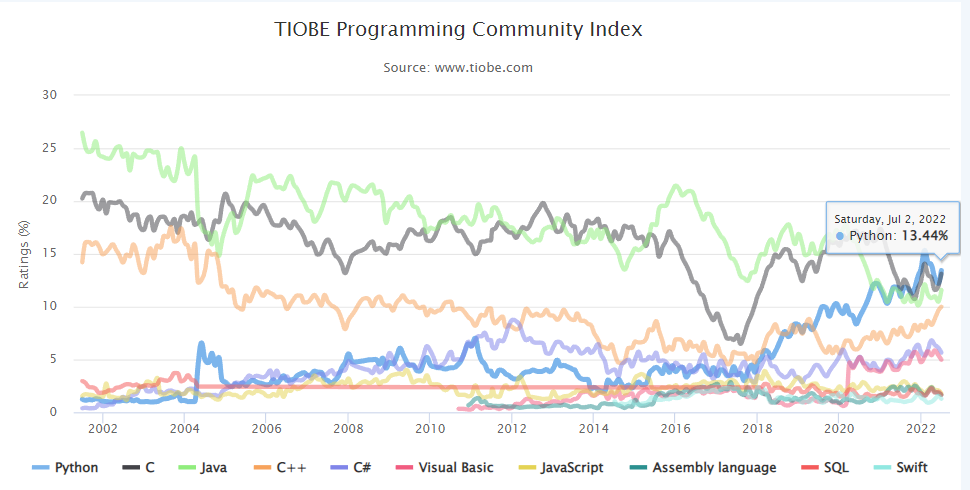 TIOBE Programming Community Index
Source: www.tiobe.com
Ratings (%)
30
25
20
15
10
5
0
Saturday, Jul 2, 2022
Python: 13.44%
2002 2004 2006 2008 2010 2012 2014 2016 2018 2020 2022
Python C Java C++ C# Visual Basic JavaScript Assembly language SQL Swift